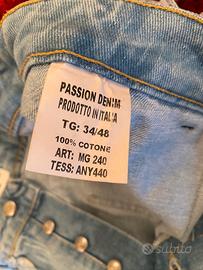 PASSION DENIM
PRODOTTO IN ITALIA
TG: 34/48
100% COTONE
ART: MG 240
TESS: ANY440
subito